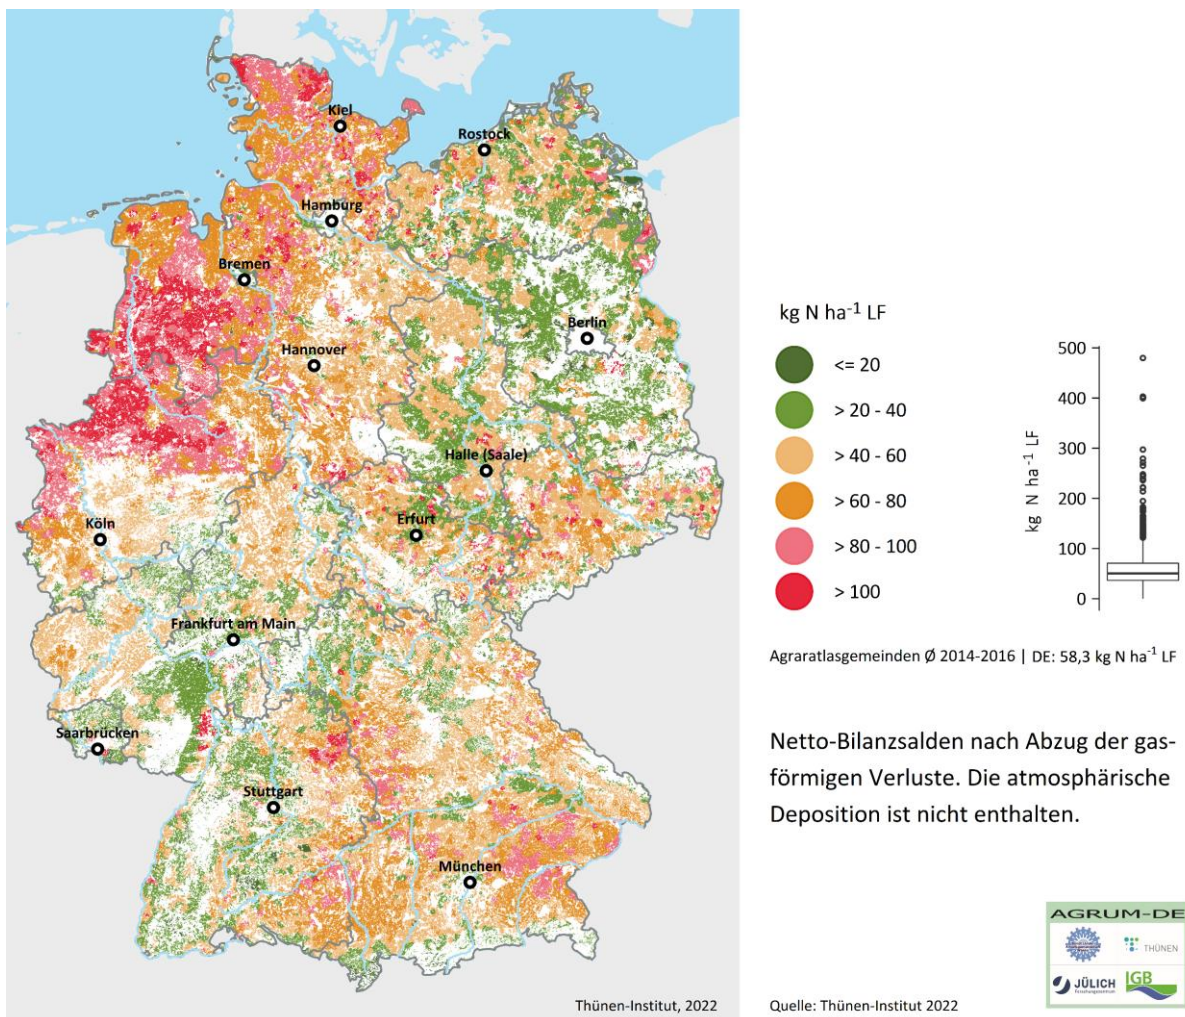 Kiel
Rostock
Hamburg
Bremen
Berlin
Hannover
Halle (Saale)
Köln
Erfurt
Frankfurt am Main
Saarbrücken
Stuttgart
München
Thünen-Institut, 2022
kg N ha⁻¹ LF
<= 20
> 20 - 40
> 40 - 60
> 60 - 80
> 80 - 100
> 100
kg N ha⁻¹ LF
500
400
300
200
100
0
Agraratlasgemeinden Ø 2014-2016 | DE: 58,3 kg N ha⁻¹ LF
Netto-Bilanzsalden nach Abzug der gas-
förmigen Verluste. Die atmosphärische
Deposition ist nicht enthalten.
AGRUM-DE
THÜNEN
JÜLICH
Forschungszentrum
IGB
Quelle: Thünen-Institut 2022